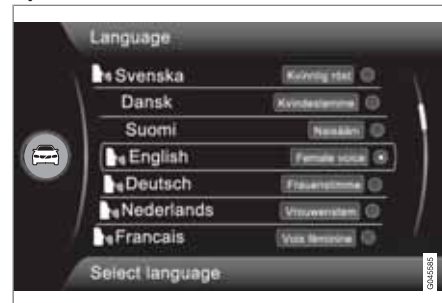 Language
Svenska Kvinnlig röst
Dansk Kvindestemme
Suomi Naisääni
English Female voice
Deutsch Frauenstimme
Nederlands Vrouwenstem
Francais Voix féminine
Select language
G045585